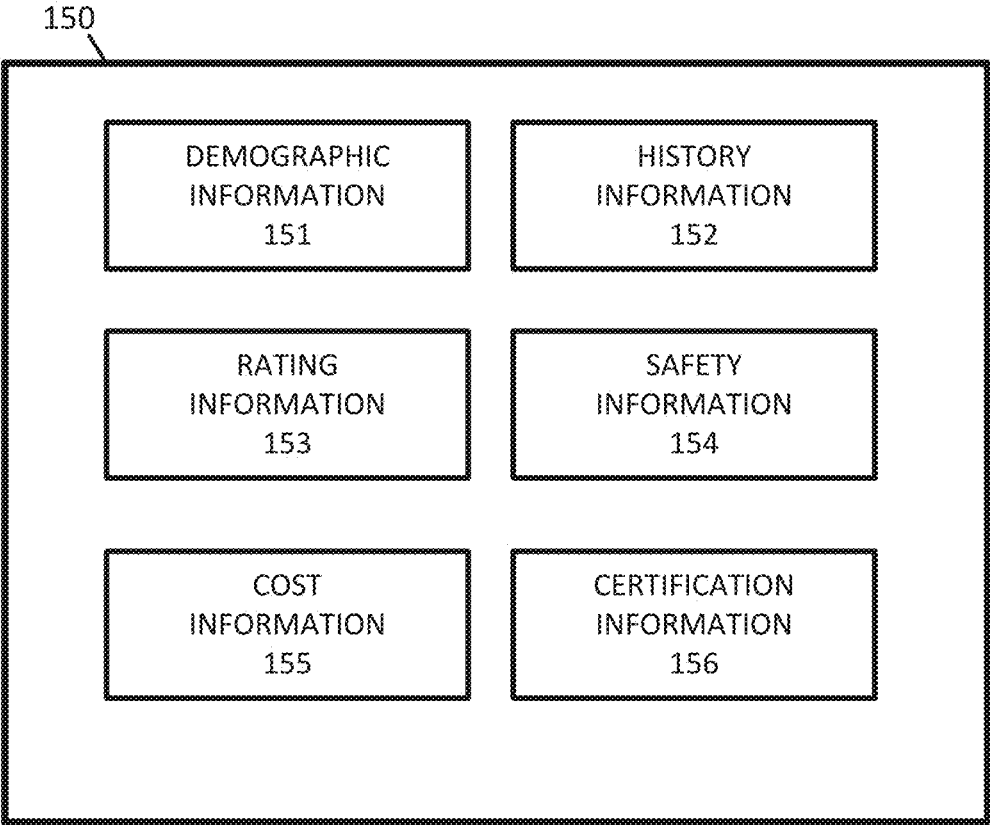 150
DEMOGRAPHIC
INFORMATION
151
HISTORY
INFORMATION
152
RATING
INFORMATION
153
SAFETY
INFORMATION
154
COST
INFORMATION
155
CERTIFICATION
INFORMATION
156